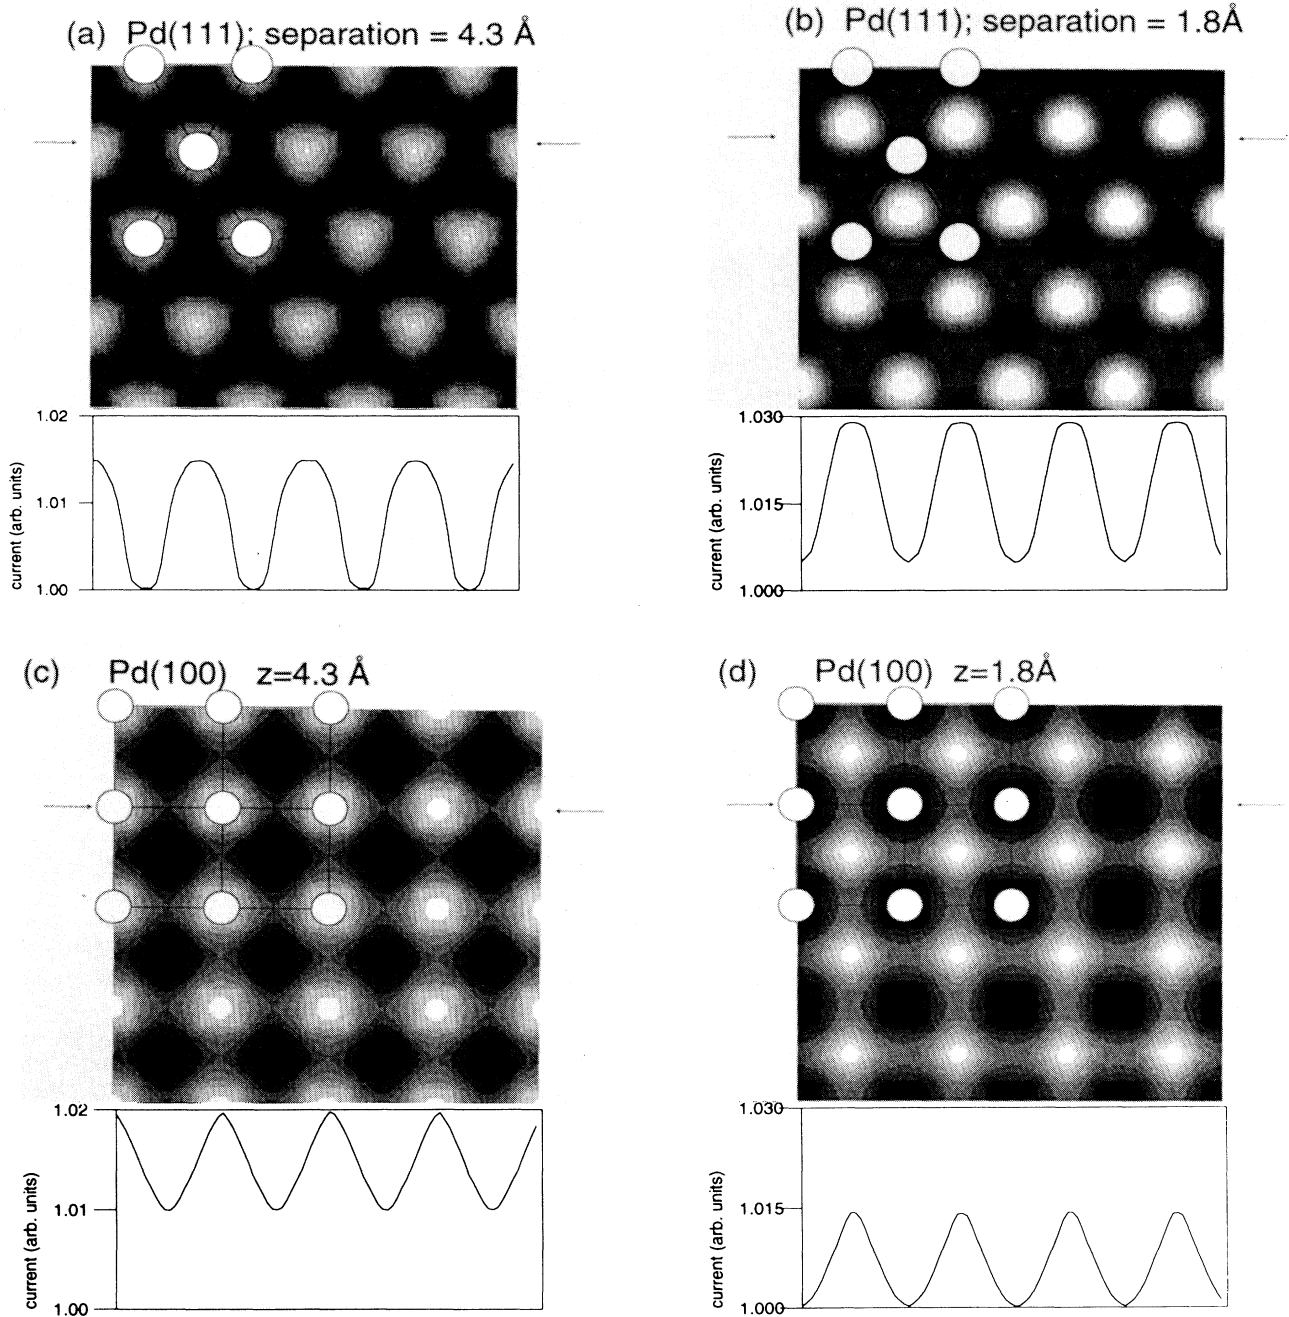 (a) Pd(111); separation = 4.3 Å
(b) Pd(111); separation = 1.8Å
1.02
1.01
1.00
current (arb. units)
1.030
1.015
1.000
current (arb. units)
(c) Pd(100) z=4.3 Å
(d) Pd(100) z=1.8Å
1.02
1.01
1.00
current (arb. units)
1.030
1.015
1.000
current (arb. units)